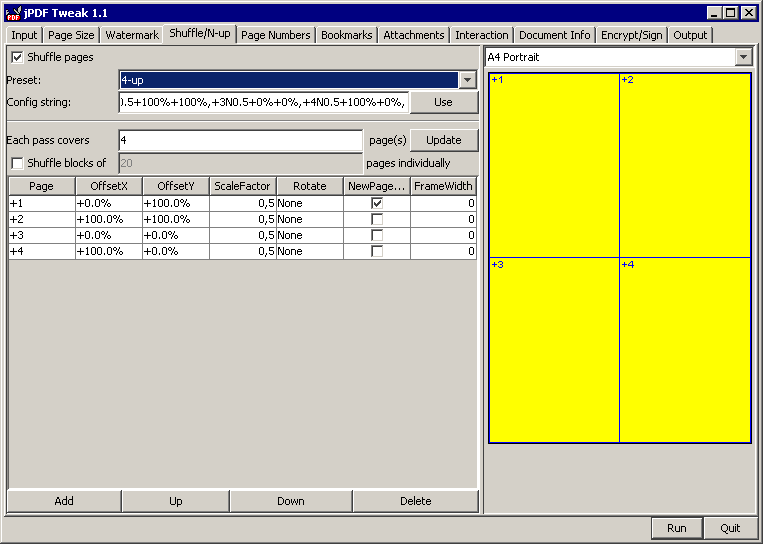 jPDF Tweak 1.1
Input Page Size Watermark Shuffle/N-up Page Numbers Bookmarks Attachments Interaction Document Info Encrypt/Sign Output
Shuffle pages
Preset: 4-up
Config string: 0.5+100%+100%,+3N0.5+0%+0%,+4N0.5+100%+0%, Use
Each pass covers 4 page(s) Update
Shuffle blocks of 20 pages individually
Page OffsetX OffsetY ScaleFactor Rotate NewPage... FrameWidth
+1 +0.0% +100.0% 0,5 None 0
+2 +100.0% +100.0% 0,5 None 0
+3 +0.0% +0.0% 0,5 None 0
+4 +100.0% +0.0% 0,5 None 0
Add Up Down Delete
A4 Portrait
+1 +2
+3 +4
Run Quit